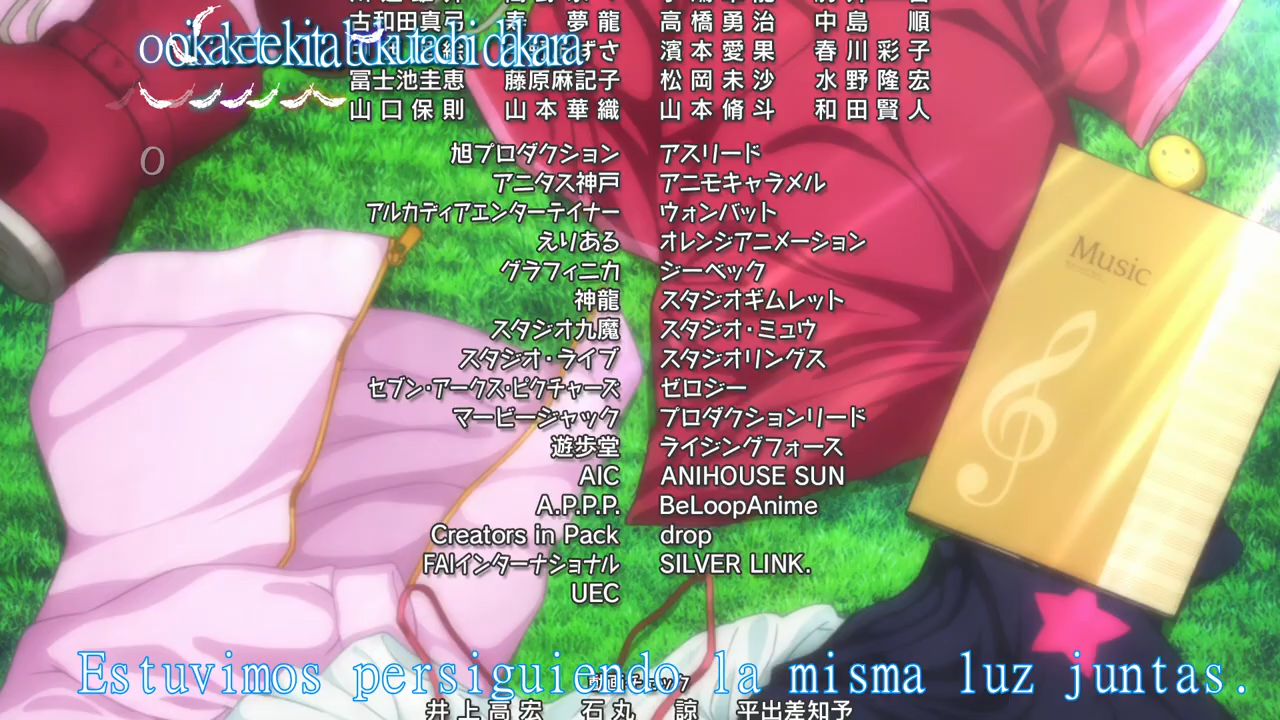 古和田真弓 寿 夢龍 高橋勇治 中島 順
濱本愛果 春川彩子
oikaketekita bokutachi dakara
冨士池圭恵 藤原麻記子 松岡未沙 水野隆宏
山口保則 山本華織 山本脩斗 和田賢人
旭プロダクション アスリード
アニタス神戸 アニモキャラメル
アルカディアエンターテイナー ウォンバット
えりある オレンジアニメーション
グラフィニカ ジーベック
神龍 スタジオギムレット
スタジオ九魔 スタジオ・ミュウ
スタジオ・ライブ スタジオリングス
セブン・アークス・ピクチャーズ ゼロジー
マービージャック プロダクションリード
遊歩堂 ライジングフォース
AIC ANIHOUSE SUN
A.P.P.P. BeLoopAnime
Creators in Pack drop
FAIインターナショナル SILVER LINK.
UEC
Music
Estuvimos persiguiendo la misma luz juntas.
動画チェック
井上高宏 石丸 諒 平出差知予